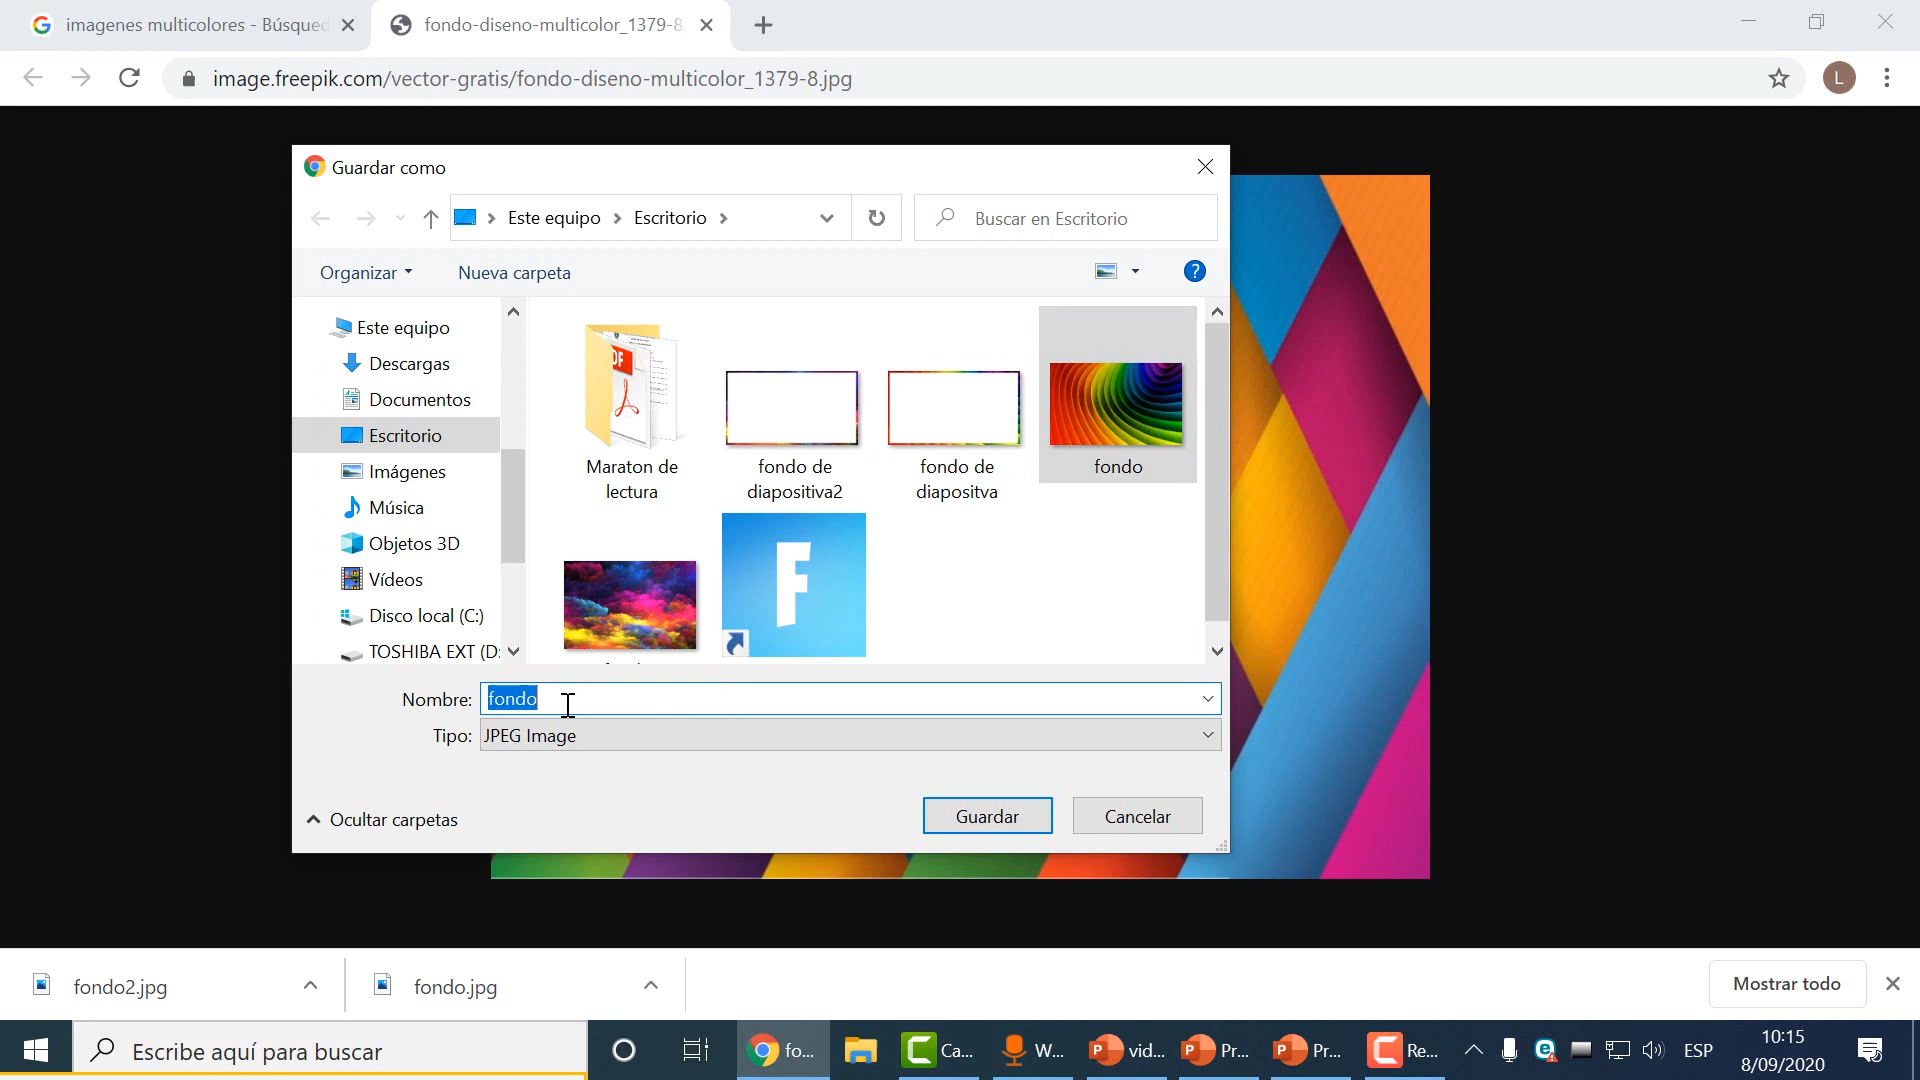 imagenes multicolores - Búsqued
fondo-diseno-multicolor_1379-8
image.freepik.com/vector-gratis/fondo-diseno-multicolor_1379-8.jpg
L
Guardar como
Este equipo
Escritorio
Buscar en Escritorio
Organizar
Nueva carpeta
?
Este equipo
Descargas
Documentos
Escritorio
Imágenes
Música
Objetos 3D
Vídeos
Disco local (C:)
TOSHIBA EXT (D:
Maraton de
lectura
fondo de
diapositiva2
fondo de
diapositva
fondo
F
Nombre:
fondo
Tipo:
JPEG Image
Ocultar carpetas
Guardar
Cancelar
fondo2.jpg
fondo.jpg
Mostrar todo
Escribe aquí para buscar
fo...
Ca...
W...
vid...
Pr...
Pr...
Re...
ESP
10:15
8/09/2020